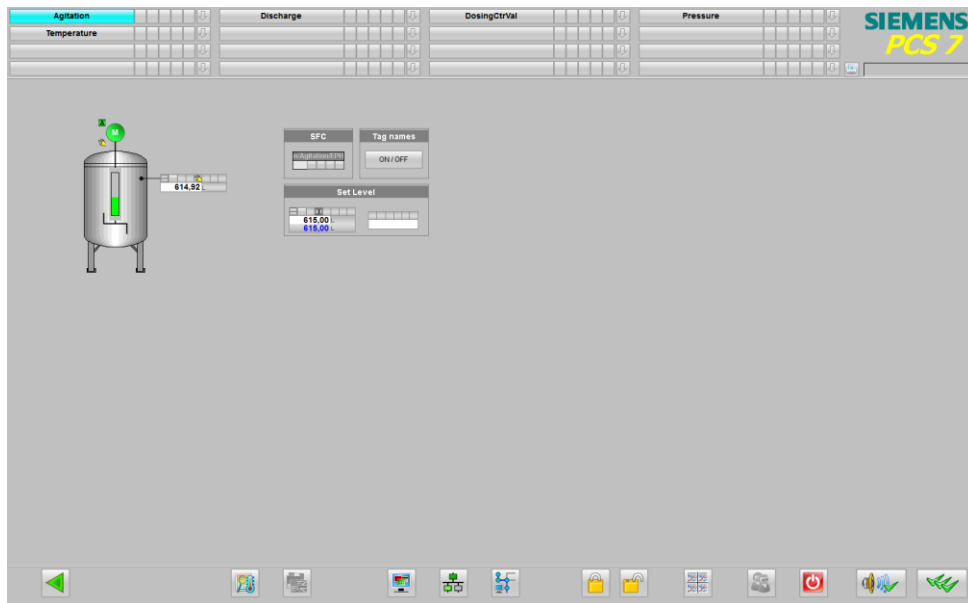 Agitation
Discharge
DosingCtrVal
Pressure
SIEMENS
PCS 7
Temperature
A
M
614,92 L
SFC
Tag names
ON / OFF
Set Level
615,00 L
615,00 L